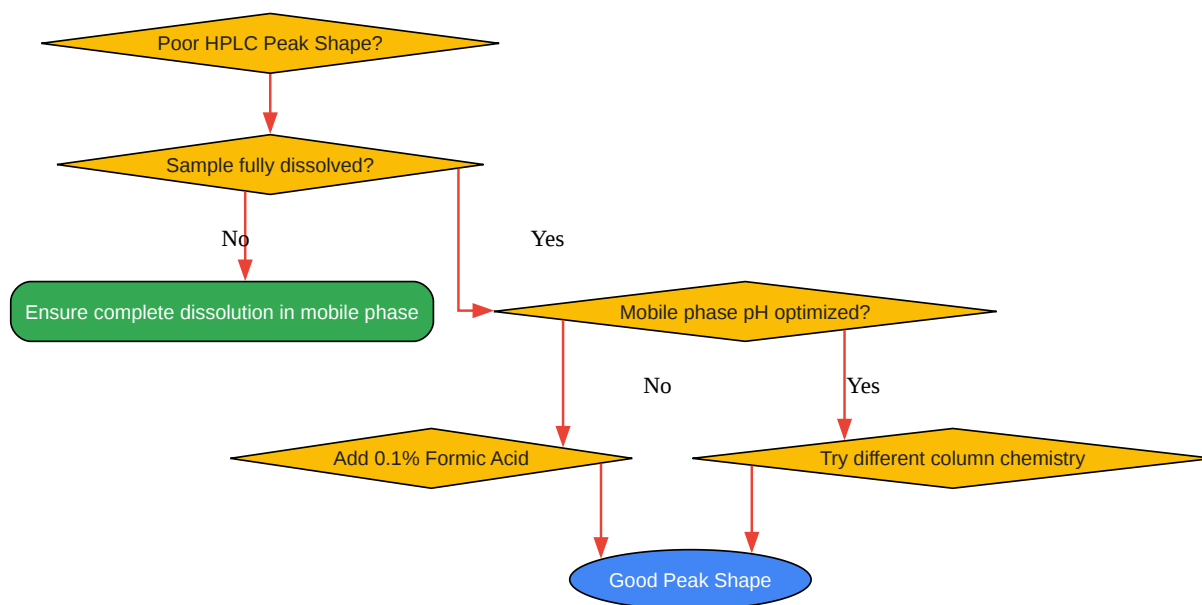 Poor HPLC Peak Shape?
Sample fully dissolved?
No
Yes
Ensure complete dissolution in mobile phase
Mobile phase pH optimized?
No
Yes
Add 0.1% Formic Acid
Try different column chemistry
Good Peak Shape